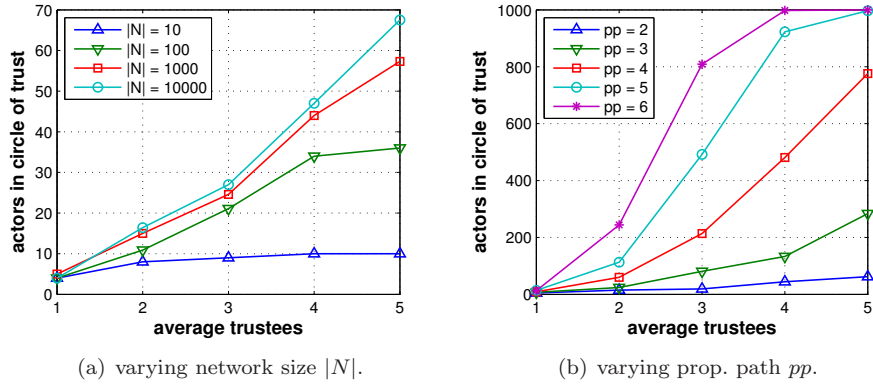 70
60
50
40
30
20
10
0
actors in circle of trust
|N| = 10
|N| = 100
|N| = 1000
|N| = 10000
1 2 3 4 5
average trustees
(a) varying network size |N|.
1000
800
600
400
200
0
actors in circle of trust
pp = 2
pp = 3
pp = 4
pp = 5
pp = 6
1 2 3 4 5
average trustees
(b) varying prop. path pp.